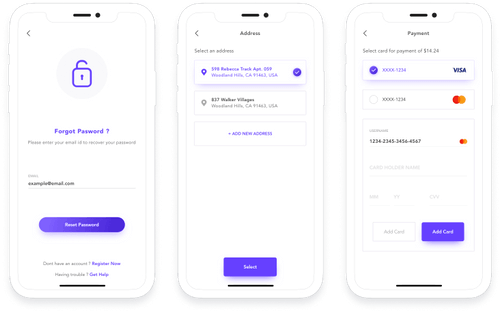 Forgot Pasword ?
Please enter your email id to recover your password
EMAIL
example@email.com
Reset Password
Dont have an account ? Register Now
Having trouble ? Get Help
Address
Select an address
598 Rebecca Track Apt. 059
Woodland Hills, CA 91463, USA
837 Walker Villages
Woodland Hills, CA 91463, USA
+ ADD NEW ADDRESS
Select
Payment
Select card for payment of $14.24
XXXX-1234
VISA
XXXX-1234
USERNAME
1234-2345-3456-4567
CARD HOLDER NAME
YY
CVV
Add Card
Add Card